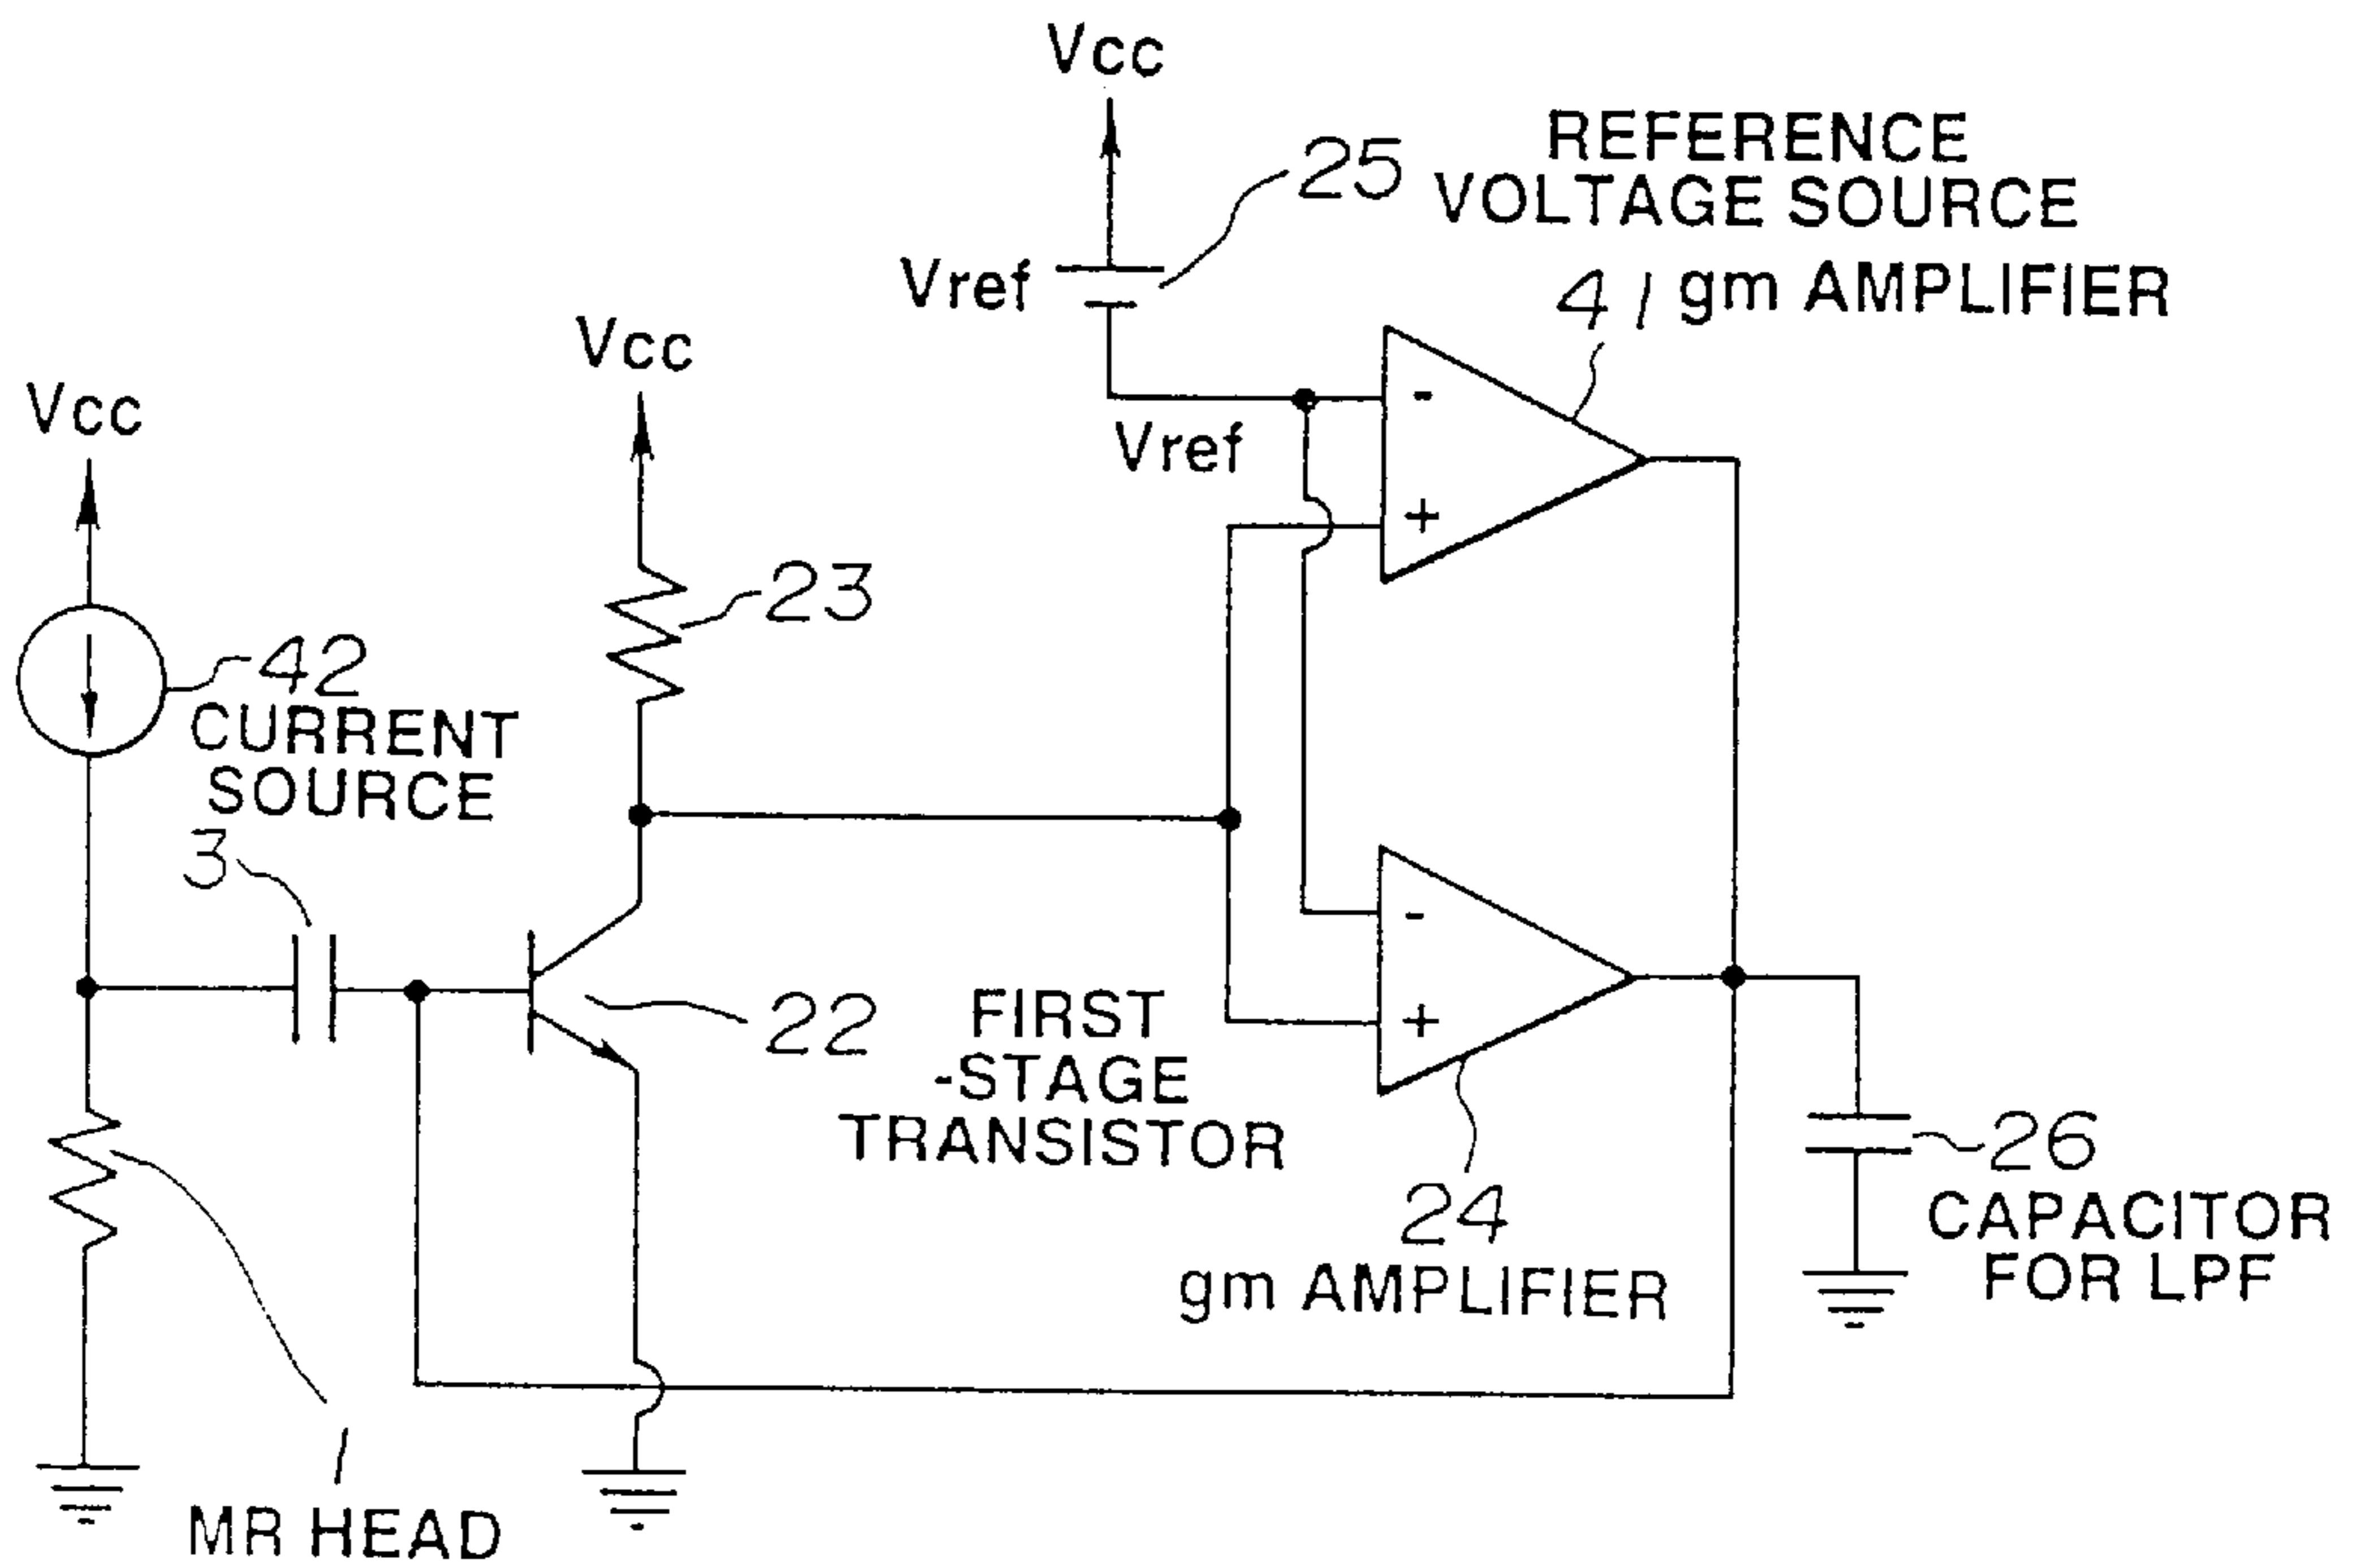 Vcc
25
REFERENCE
VOLTAGE SOURCE
Vref
41 gm AMPLIFIER
Vcc
Vcc
-
Vref
+
23
42
CURRENT
SOURCE
3
-
22
FIRST
-STAGE
TRANSISTOR
+
26
CAPACITOR
FOR LPF
24
gm AMPLIFIER
1
MR HEAD